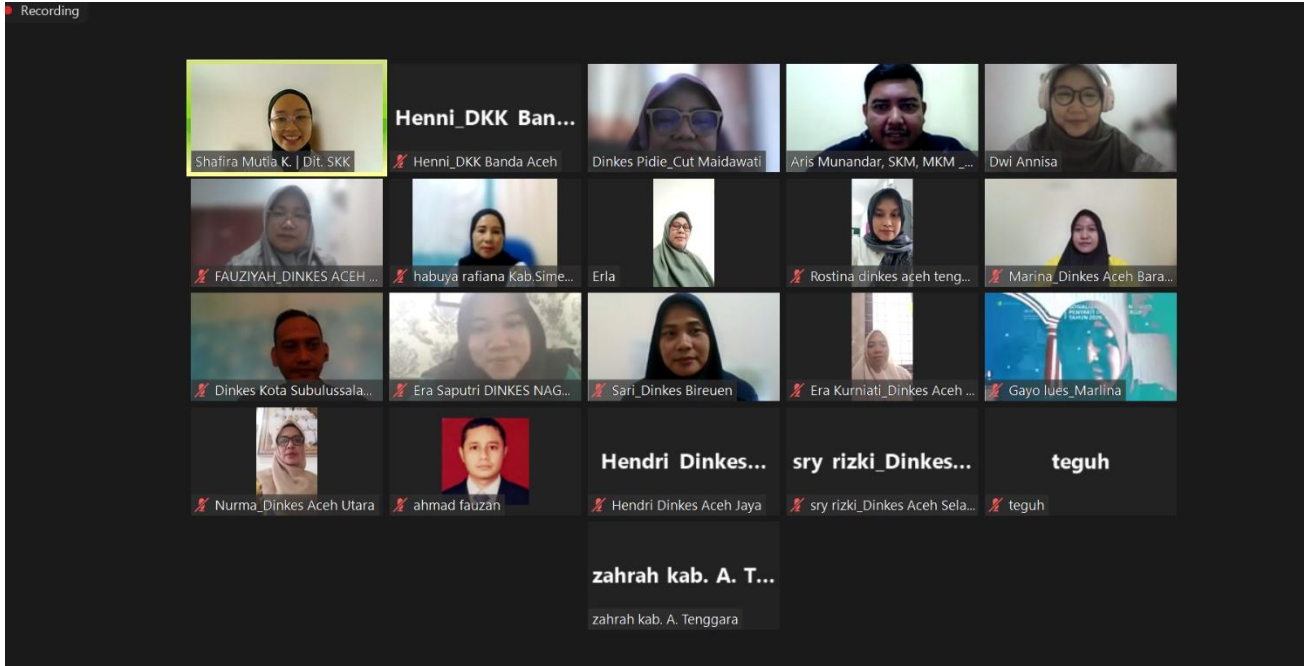 Recording
Shafira Mutia K. | Dit. SKK
Henni_DKK Ban...
Henni_DKK Banda Aceh
Dinkes Pidie_Cut Maidawati
Aris Munandar, SKM, MKM _...
Dwi Annisa
FAUZIYAH_DINKES ACEH ...
habuya rafiana Kab.Sime...
Erla
Rostina dinkes aceh teng...
Marina_Dinkes Aceh Bara...
Dinkes Kota Subulussala...
Era Saputri DINKES NAG...
Sari_Dinkes Bireuen
Era Kurniati_Dinkes Aceh ...
TAHUN
Gayo lues_Marlina
Nurma_Dinkes Aceh Utara
ahmad fauzan
Hendri Dinkes...
Hendri Dinkes Aceh Jaya
sry rizki_Dinkes...
sry rizki_Dinkes Aceh Sela...
teguh
teguh
zahrah kab. A. T...
zahrah kab. A. Tenggara